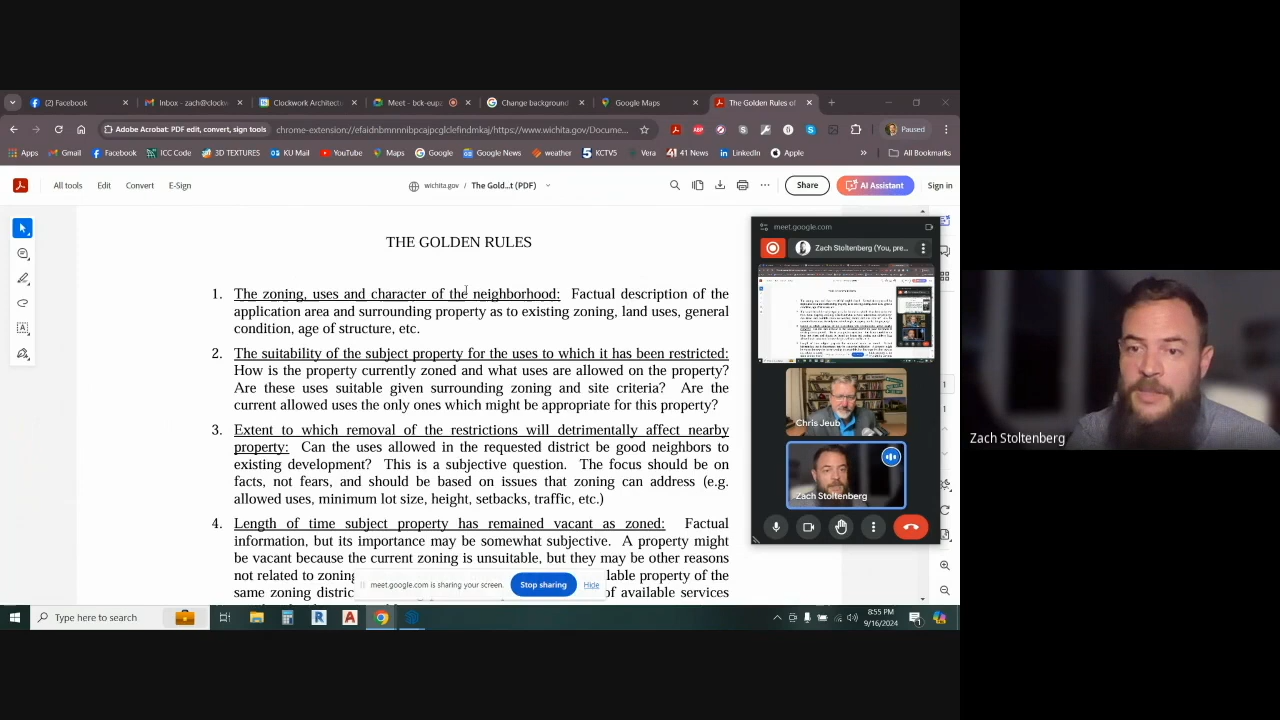 (2) Facebook
Inbox - zach@clockw
Clockwork Architect
Meet - bck-eupz
Change background
Google Maps
The Golden Rules of
Adobe Acrobat: PDF edit, convert, sign tools
chrome-extension://efaidnbmnnnibpcajpcglclefindmkaj/https://www.wichita.gov/Docume...
Paused
Apps
Gmail
Facebook
ICC Code
3D TEXTURES
KU Mail
YouTube
Maps
Google
Google News
weather
KCTV5
Vera
41 News
LinkedIn
Apple
»
All Bookmarks
All tools
Edit
Convert
E-Sign
wichita.gov / The Gold...t (PDF)
Share
AI Assistant
Sign in
THE GOLDEN RULES
1. The zoning, uses and character of the neighborhood: Factual description of the
application area and surrounding property as to existing zoning, land uses, general
condition, age of structure, etc.
2. The suitability of the subject property for the uses to which it has been restricted:
How is the property currently zoned and what uses are allowed on the property?
Are these uses suitable given surrounding zoning and site criteria? Are the
current allowed uses the only ones which might be appropriate for this property?
3. Extent to which removal of the restrictions will detrimentally affect nearby
property: Can the uses allowed in the requested district be good neighbors to
existing development? This is a subjective question. The focus should be on
facts, not fears, and should be based on issues that zoning can address (e.g.
allowed uses, minimum lot size, height, setbacks, traffic, etc.)
4. Length of time subject property has remained vacant as zoned: Factual
information, but its importance may be somewhat subjective. A property might
be vacant because the current zoning is unsuitable, but they may be other reasons
not related to zoning
lable property of the
same zoning distric
of available services
meet.google.com
Zach Stoltenberg (You, pre...
Chris Jeub
Zach Stoltenberg
1
1
meet.google.com is sharing your screen.
Stop sharing
Hide
Type here to search
8:55 PM
9/16/2024
Zach Stoltenberg